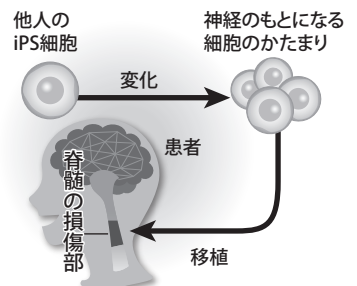 他人の
iPS細胞
神経のもとになる
細胞のかたまり
変化
患者
脊髄の損傷部
移植